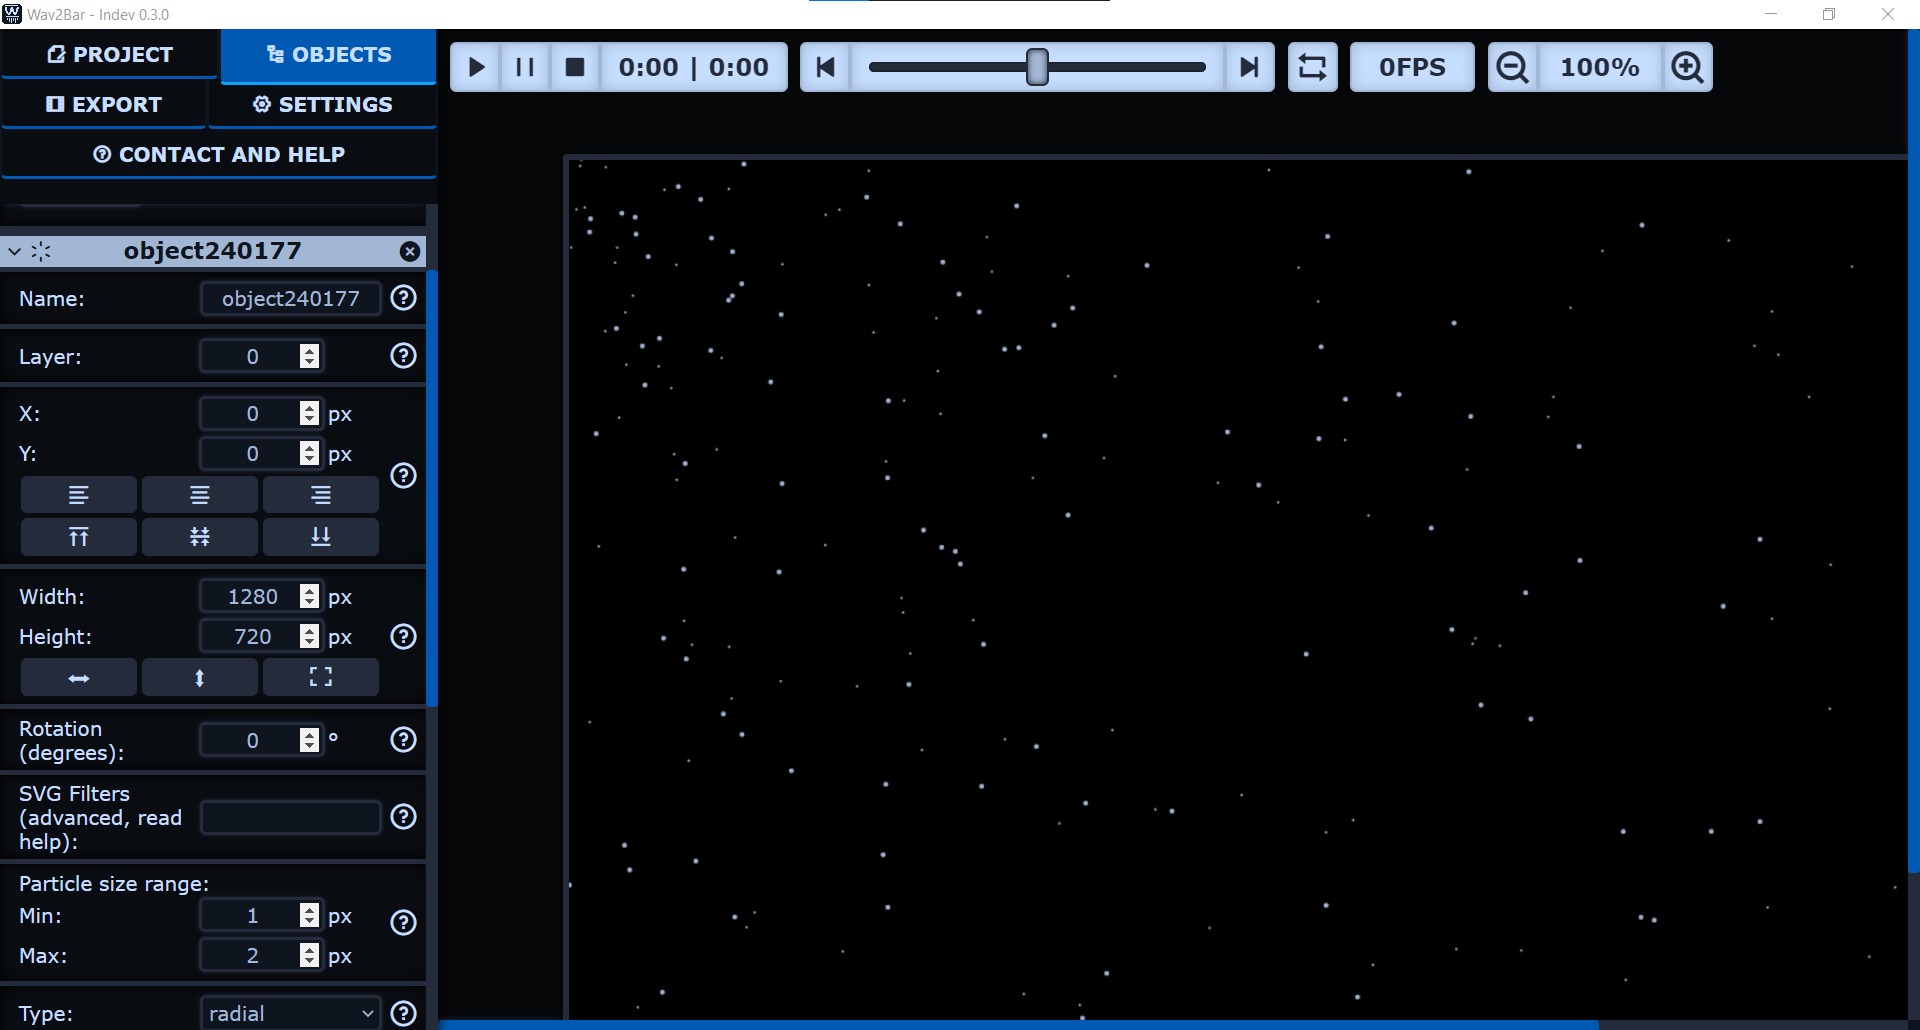 Wav2Bar - Indev 0.3.0
PROJECT
OBJECTS
EXPORT
SETTINGS
CONTACT AND HELP
0:00 | 0:00
0FPS
100%
object240177
Name: object240177
Layer: 0
X: 0 px
Y: 0 px
Width: 1280 px
Height: 720 px
Rotation
(degrees): 0 °
SVG Filters
(advanced, read
help):
Particle size range:
Min: 1 px
Max: 2 px
Type: radial